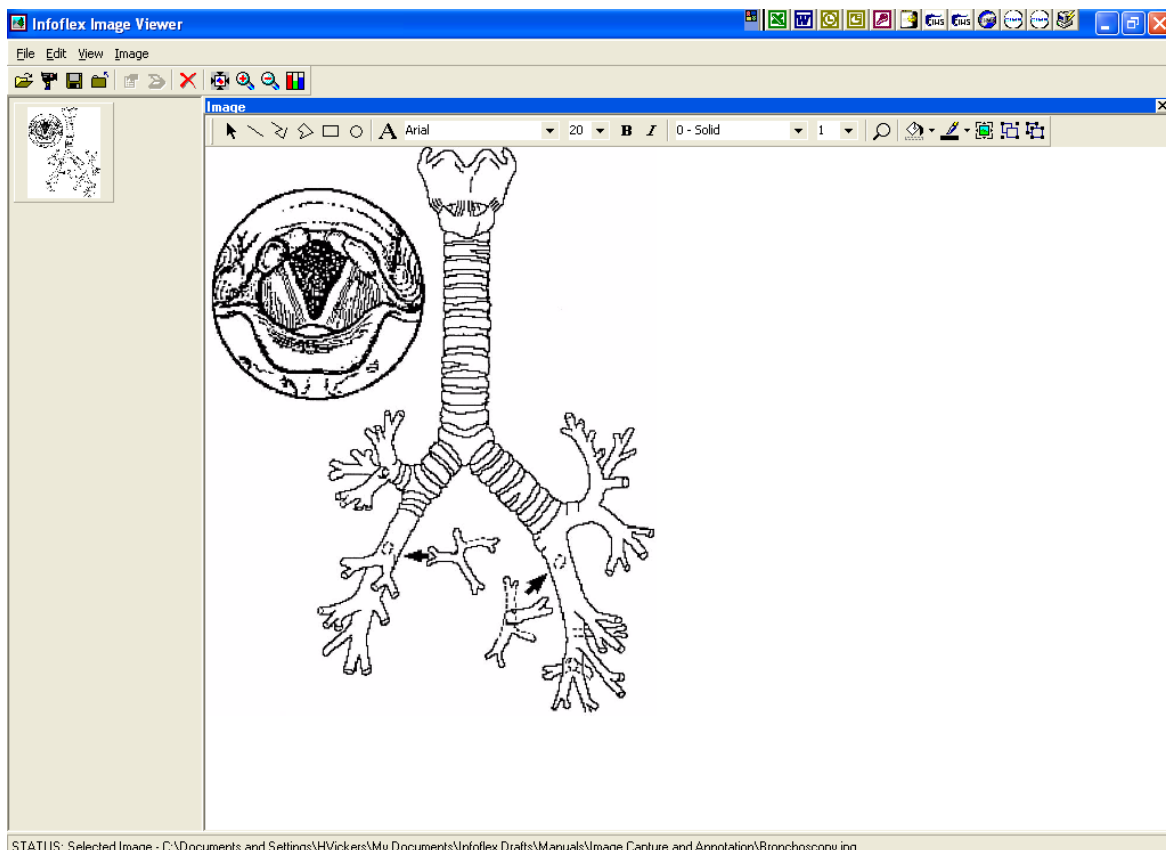 Infoflex Image Viewer
File Edit View Image
Image
A Arial 20 B I 0 - Solid 1
STATUS: Selected Image - C:\Documents and Settings\HVickers\My Documents\Infoflex Drafts\Manuals\Image Capture and Annotation\Bronchoscopy.jpg